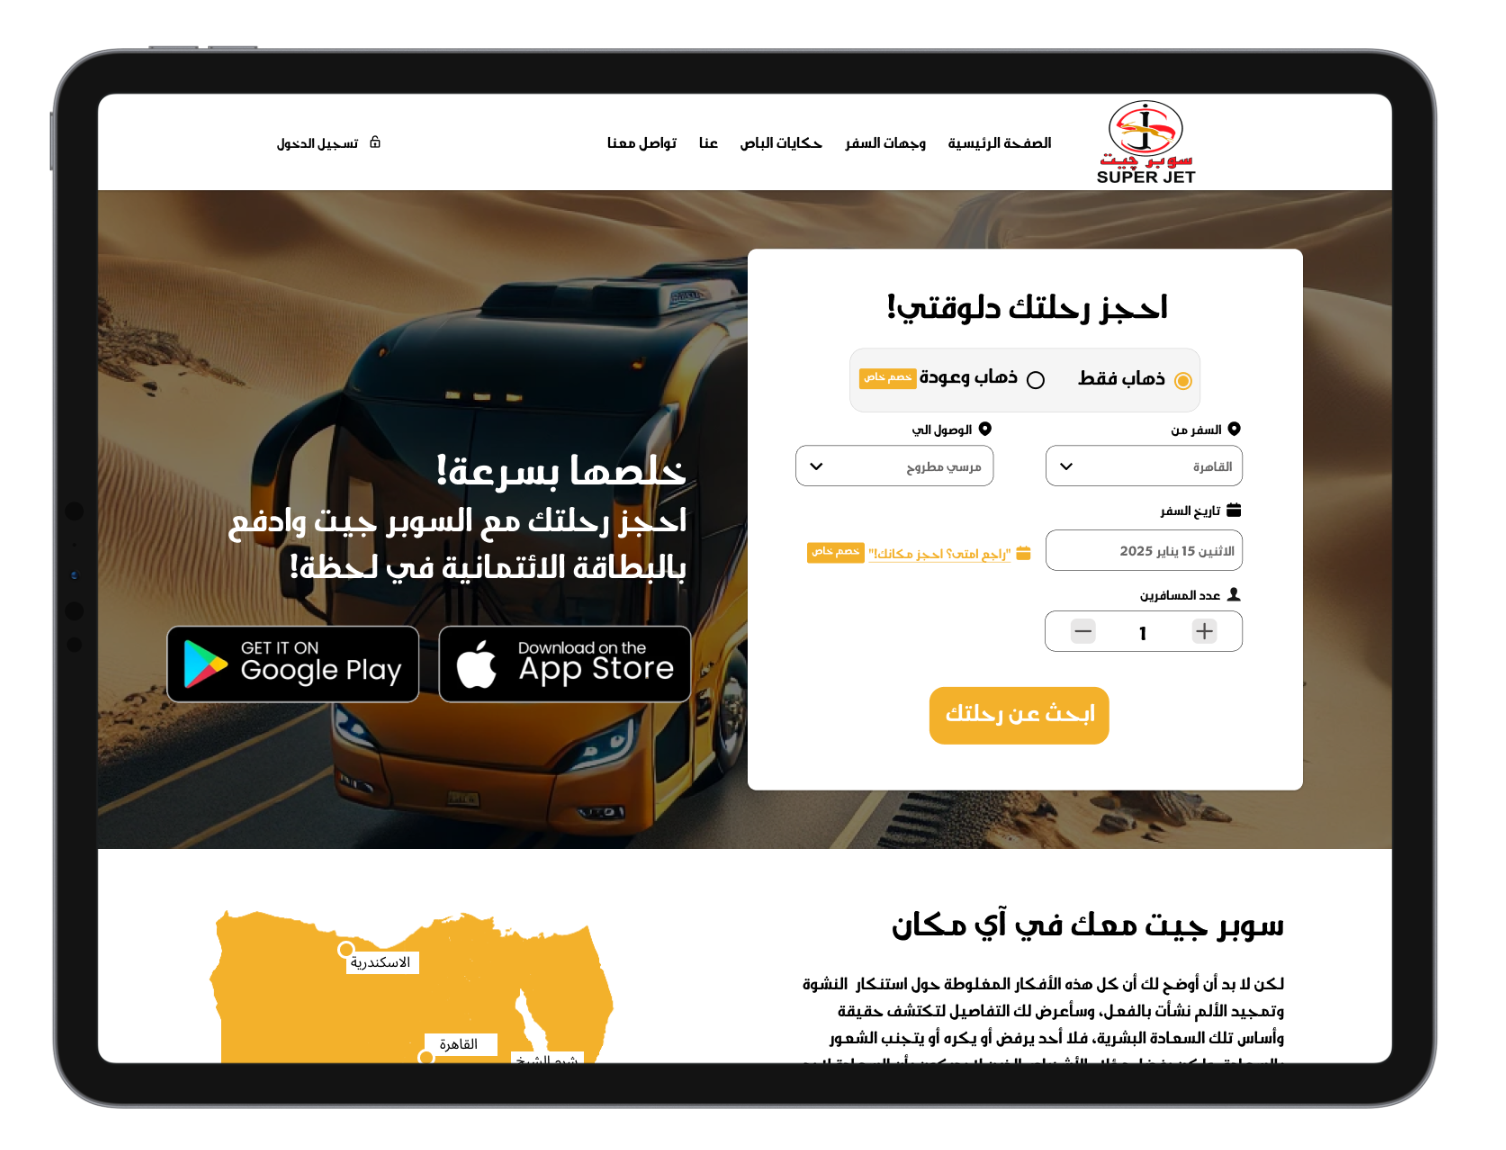 سوبر جيت
SUPER JET
الصفحة الرئيسية
وجهات السفر
حكايات الباص
عنا
تواصل معنا
تسجيل الدخول
احجز رحلتك دلوقتي!
ذهاب فقط
ذهاب وعودة
خصم خاص
السفر من
الوصول الي
القاهرة
مرسي مطروح
تاريخ السفر
الاثنين 15 يناير 2025
"راجع امتى؟ احجز مكانك!"
خصم خاص
عدد المسافرين
1
ابحث عن رحلتك
خلصها بسرعة!
احجز رحلتك مع السوبر جيت وادفع
بالبطاقة الائتمانية في لحظة!
GET IT ON
Google Play
Download on the
App Store
سوبر جيت معك في آي مكان
لكن لا بد أن أوضح لك أن كل هذه الأفكار المغلوطة حول استنكار النشوة
وتمجيد الألم نشأت بالفعل، وسأعرض لك التفاصيل لتكتشف حقيقة
وأساس تلك السعادة البشرية، فلا أحد يرفض أو يكره أو يتجنب الشعور
الاسكندرية
القاهرة
شرم الشيخ